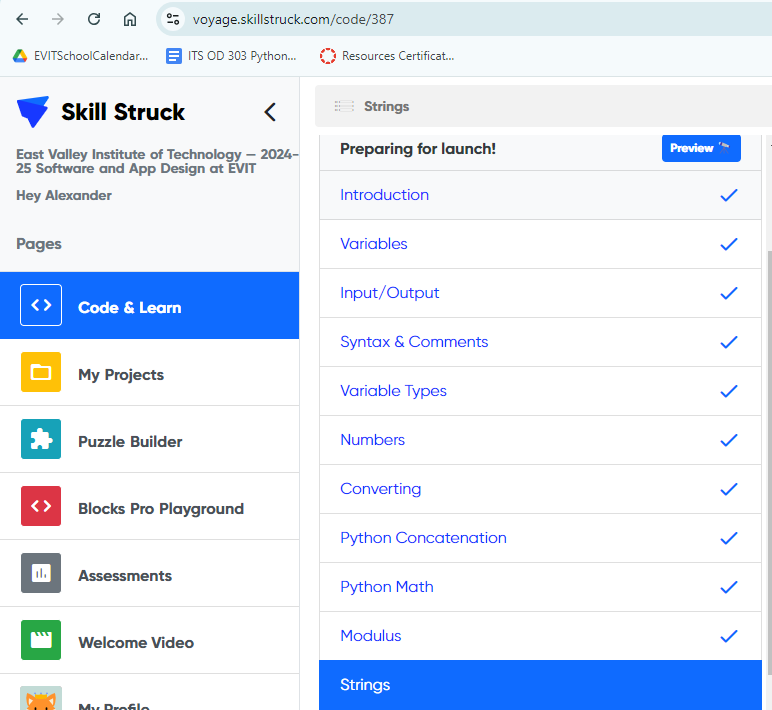 voyage.skillstruck.com/code/387
EVITSchoolCalendar... ITS OD 303 Python... Resources Certificat...
Skill Struck
East Valley Institute of Technology — 2024-
25 Software and App Design at EVIT
Hey Alexander
Pages
Code & Learn
My Projects
Puzzle Builder
Blocks Pro Playground
Assessments
Welcome Video
My Profile
Strings
Preparing for launch!
Preview
Introduction
Variables
Input/Output
Syntax & Comments
Variable Types
Numbers
Converting
Python Concatenation
Python Math
Modulus
Strings